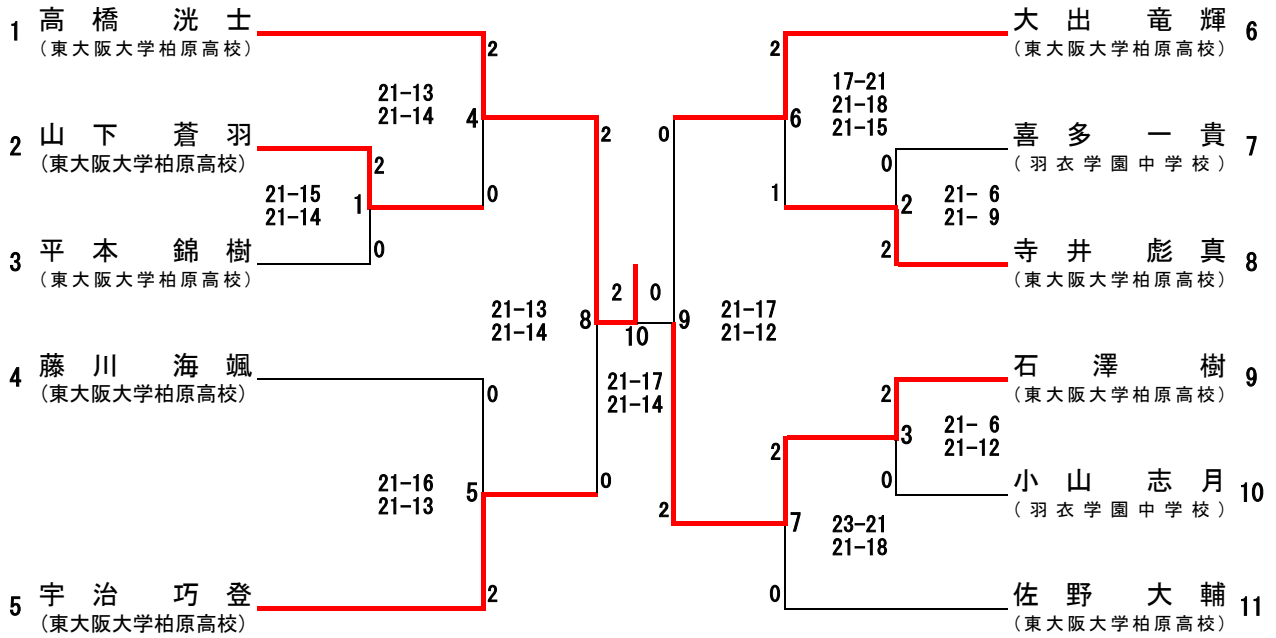 1 高橋 洸士
(東大阪大学柏原高校)
2
21-13
21-14
4
2 山下 蒼羽
(東大阪大学柏原高校)
2
21-15
21-14
1
0
0
3 平本 錦樹
(東大阪大学柏原高校)
2
21-13
21-14
8
4 藤川 海颯
(東大阪大学柏原高校)
0
21-16
21-13
5
0
5 宇治 巧登
(東大阪大学柏原高校)
2
2 0
10
21-17
21-14
大出 竜輝 6
(東大阪大学柏原高校)
2
17-21
21-18
21-15
6
0
喜多 一貴 7
(羽衣学園中学校)
0
1
2
21- 6
21- 9
2
寺井 彪真 8
(東大阪大学柏原高校)
9
21-17
21-12
石澤 樹 9
(東大阪大学柏原高校)
2
3
21- 6
21-12
2
0
小山 志月 10
(羽衣学園中学校)
2
7
23-21
21-18
0
佐野 大輔 11
(東大阪大学柏原高校)